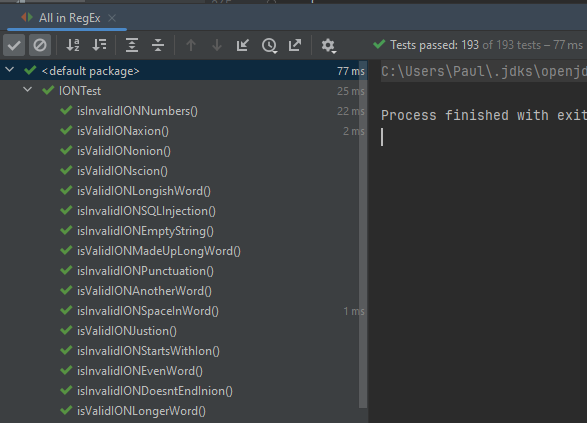 All in RegEx
Tests passed: 193 of 193 tests – 77 ms
<default package> 77 ms
IONTest 25 ms
isInvalidIONNumbers() 22 ms
isValidIONaxion() 2 ms
isValidIONonion()
isValidIONscion()
isValidIONLongishWord()
isInvalidIONSQLInjection()
isInvalidIONEmptyString()
isValidIONMadeUpLongWord()
isInvalidIONPunctuation()
isValidIONAnotherWord()
isInvalidIONSpaceInWord() 1 ms
isValidIONJustion()
isInvalidIONStartsWithIon()
isInvalidIONEvenWord()
isInvalidIONDoesntEndInion()
isValidIONLongerWord()
C:\Users\Paul\.jdks\openjd
Process finished with exit